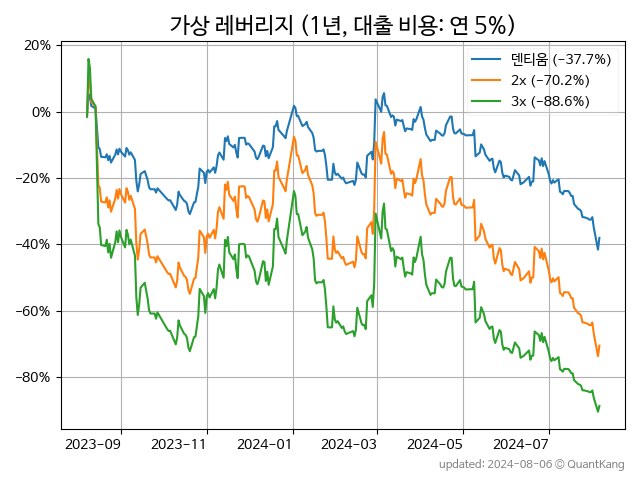 가상 레버리지 (1년, 대출 비용: 연 5%)
덴티움 (−37.7%)
2x (−70.2%)
3x (−88.6%)
20%
0%
−20%
−40%
−60%
−80%
2023-09 2023-11 2024-01 2024-03 2024-05 2024-07
updated: 2024-08-06 © QuantKang